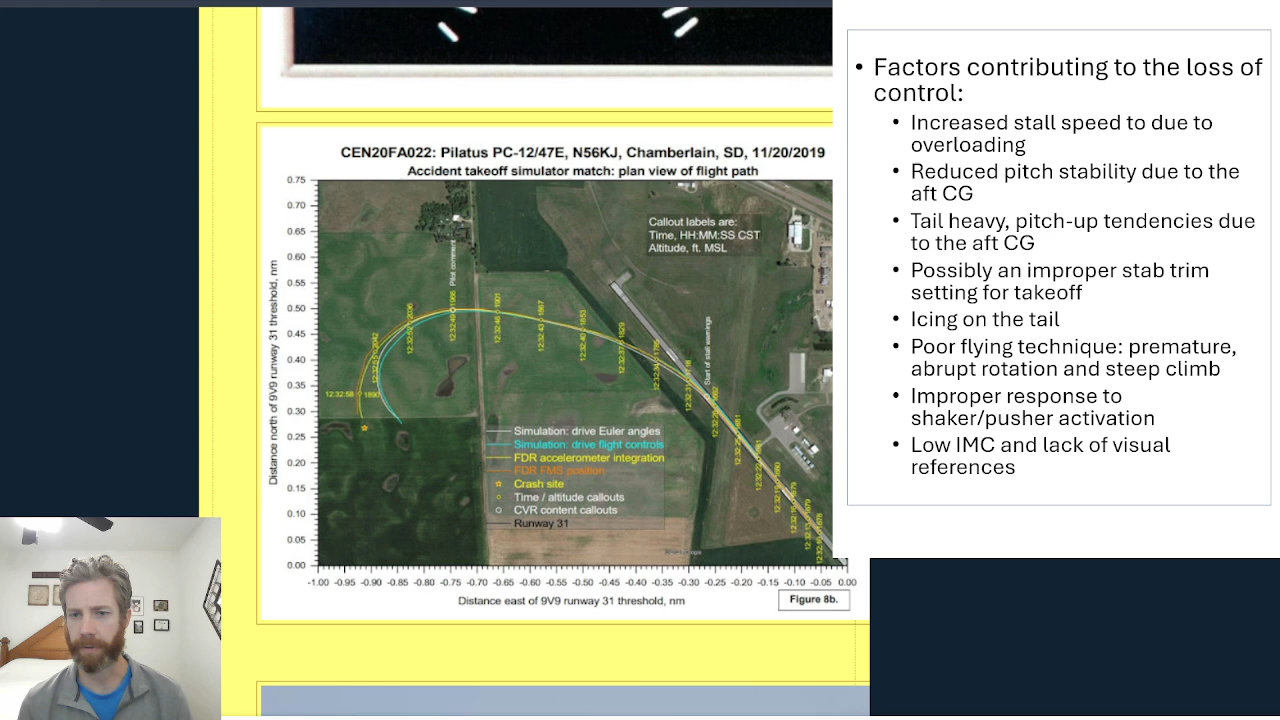 CEN20FA022: Pilatus PC-12/47E, N56KJ, Chamberlain, SD, 11/20/2019
Accident takeoff simulator match: plan view of flight path
0.75
0.70
0.65
0.60
0.55
0.50
0.45
0.40
0.35
0.30
0.25
0.20
0.15
0.10
0.05
0.00
Distance north of 9V9 runway 31 threshold, nm
Callout labels are:
Time, HH:MM:SS CST
Altitude, ft. MSL
Pilot comment
Start of stall warnings
12:32:58 1890
Simulation: drive Euler angles
Simulation: drive flight controls
FDR accelerometer integration
FDR FMS position
Crash site
Time / altitude callouts
CVR content callouts
Runway 31
-1.00 -0.95 -0.90 -0.85 -0.80 -0.75 -0.70 -0.65 -0.60 -0.55 -0.50 -0.45 -0.40 -0.35 -0.30 -0.25 -0.20 -0.15 -0.10 -0.05 0.00
Distance east of 9V9 runway 31 threshold, nm
Figure 8b.
• Factors contributing to the loss of
control:
• Increased stall speed to due to
overloading
• Reduced pitch stability due to the
aft CG
• Tail heavy, pitch-up tendencies due
to the aft CG
• Possibly an improper stab trim
setting for takeoff
• Icing on the tail
• Poor flying technique: premature,
abrupt rotation and steep climb
• Improper response to
shaker/pusher activation
• Low IMC and lack of visual
references